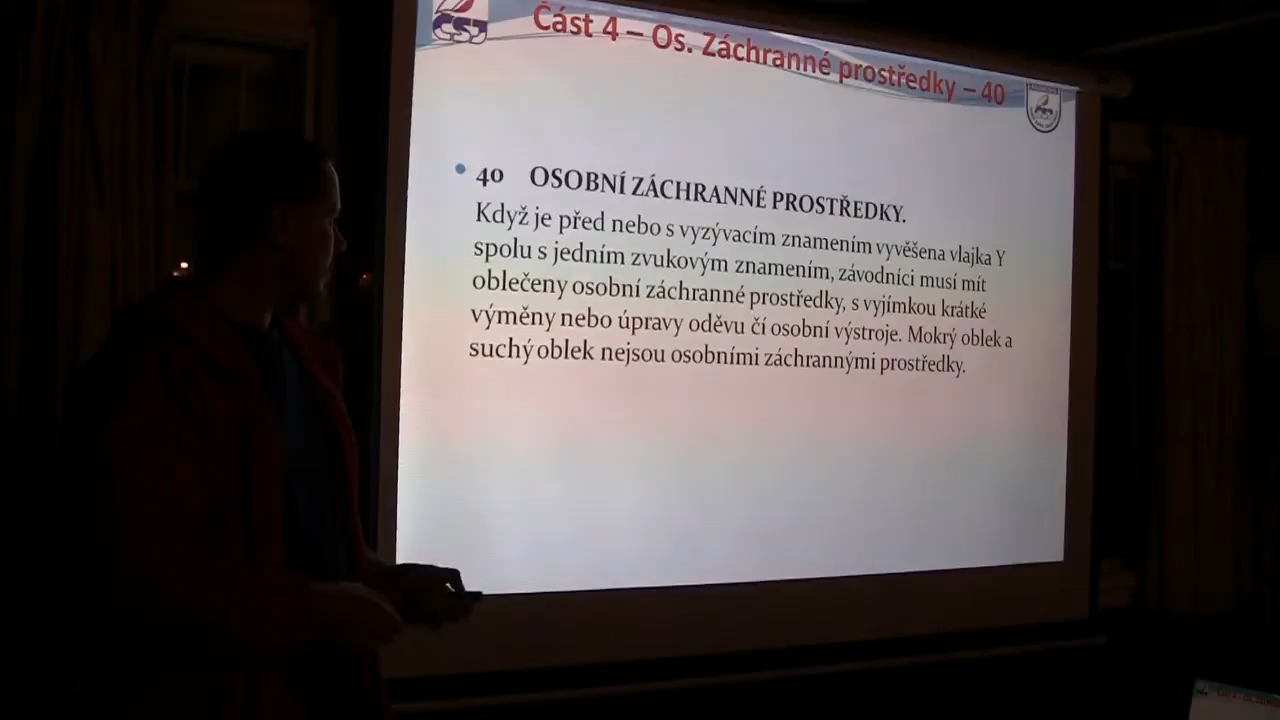 ČSJ
Část 4 – Os. Záchranné prostředky – 40
• 40 OSOBNÍ ZÁCHRANNÉ PROSTŘEDKY.
Když je před nebo s vyzývacím znamením vyvěšena vlajka Y
spolu s jedním zvukovým znamením, závodníci musí mít
oblečeny osobní záchranné prostředky, s vyjímkou krátké
výměny nebo úpravy oděvu čí osobní výstroje. Mokrý oblek a
suchý oblek nejsou osobními záchrannými prostředky.